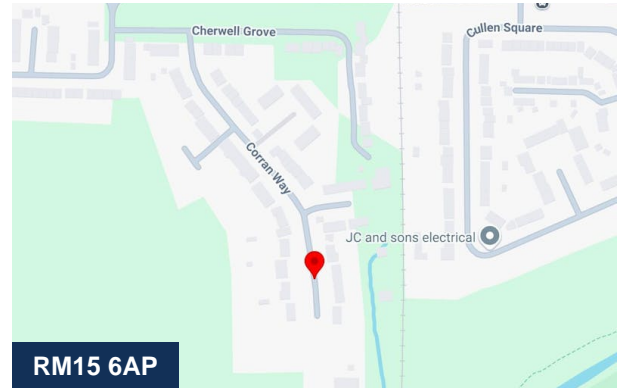 Cherwell Grove
Cullen Square
Corran Way
JC and sons electrical
RM15 6AP